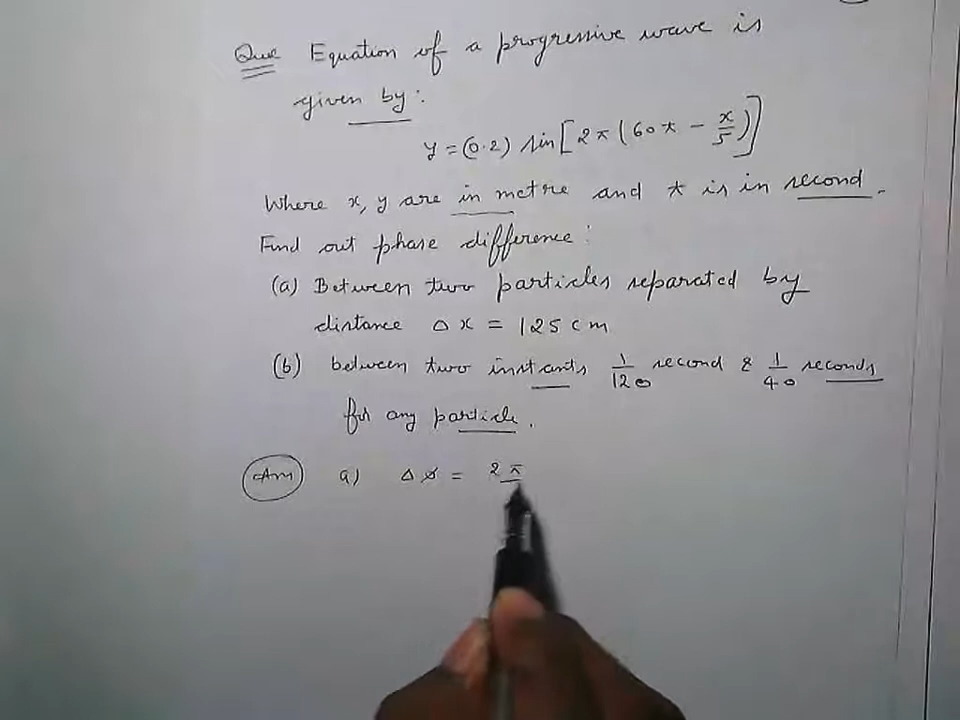 Que Equation of a progressive wave is
given by:
y = (0.2) sin[2π(60t - x/5)]
Where x, y are in metre and t is in second.
Find out phase difference:
(a) Between two particles separated by
distance Δx = 125 cm
(b) between two instants 1/120 second & 1/40 seconds
for any particle.
Ans a) Δø = 2π